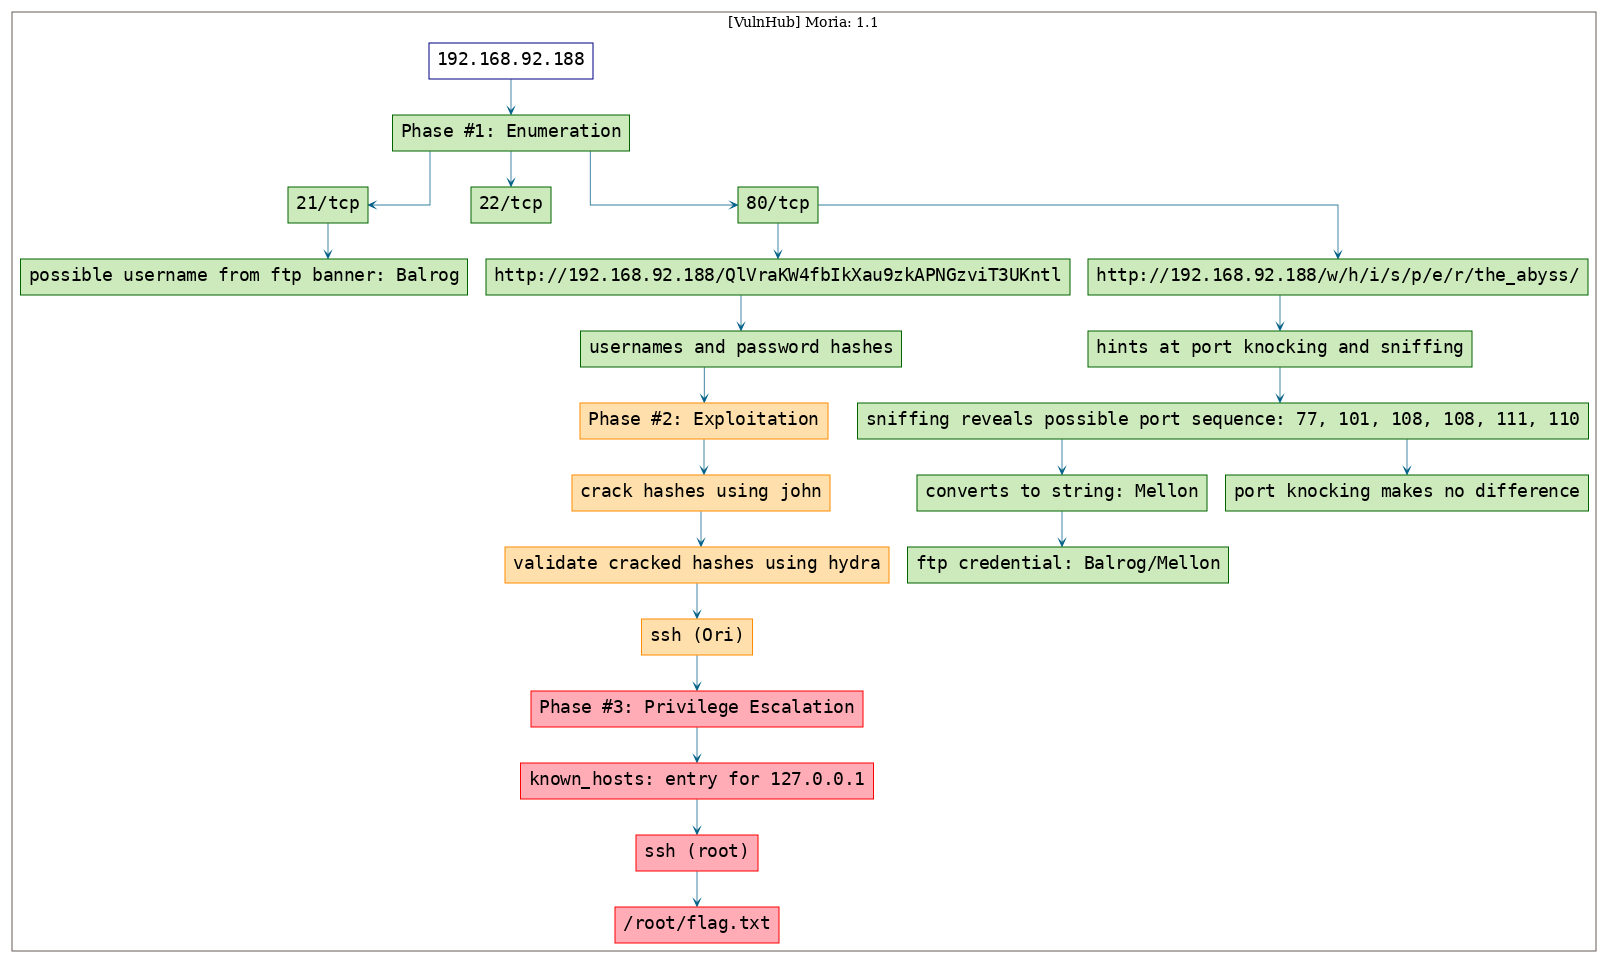 [VulnHub] Moria: 1.1
192.168.92.188
Phase #1: Enumeration
21/tcp
22/tcp
80/tcp
possible username from ftp banner: Balrog
http://192.168.92.188/QlVraKW4fbIkXau9zkAPNGzviT3UKntl
http://192.168.92.188/w/h/i/s/p/e/r/the_abyss/
usernames and password hashes
hints at port knocking and sniffing
Phase #2: Exploitation
sniffing reveals possible port sequence: 77, 101, 108, 108, 111, 110
crack hashes using john
converts to string: Mellon
port knocking makes no difference
validate cracked hashes using hydra
ftp credential: Balrog/Mellon
ssh (Ori)
Phase #3: Privilege Escalation
known_hosts: entry for 127.0.0.1
ssh (root)
/root/flag.txt